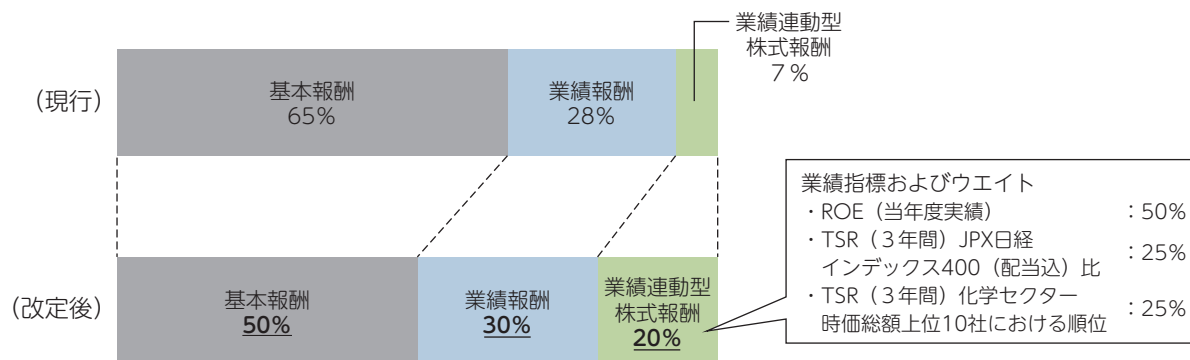 業績連動型
株式報酬
７％
（現行）
基本報酬
65%
業績報酬
28%
業績指標およびウエイト
・ROE（当年度実績）：50%
・TSR（３年間）JPX日経
インデックス400（配当込）比：25%
・TSR（３年間）化学セクター
時価総額上位10社における順位：25%
（改定後）
基本報酬
50%
業績報酬
30%
業績連動型
株式報酬
20%